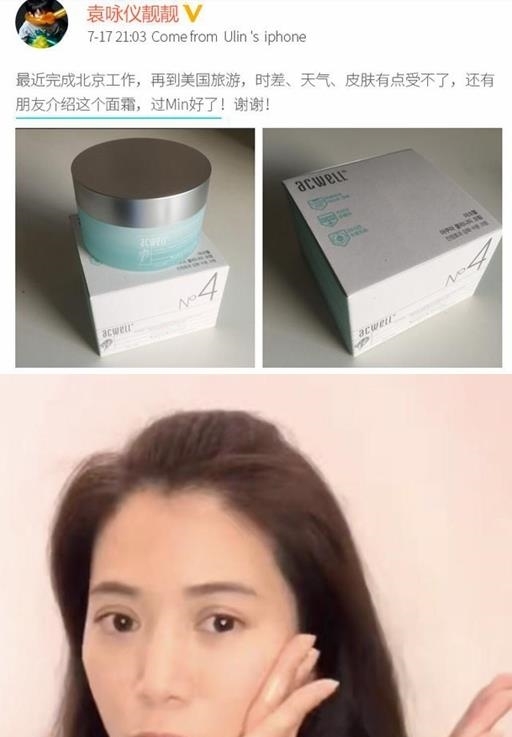 袁咏仪靓靓
7-17 21:03 Come from Ulin 's iphone
最近完成北京工作，再到美国旅游，时差、天气、皮肤有点受不了，还有
朋友介绍这个面霜，过Min好了！谢谢！
acwell
Nº4
acwell
acwell
Nº4
acwell